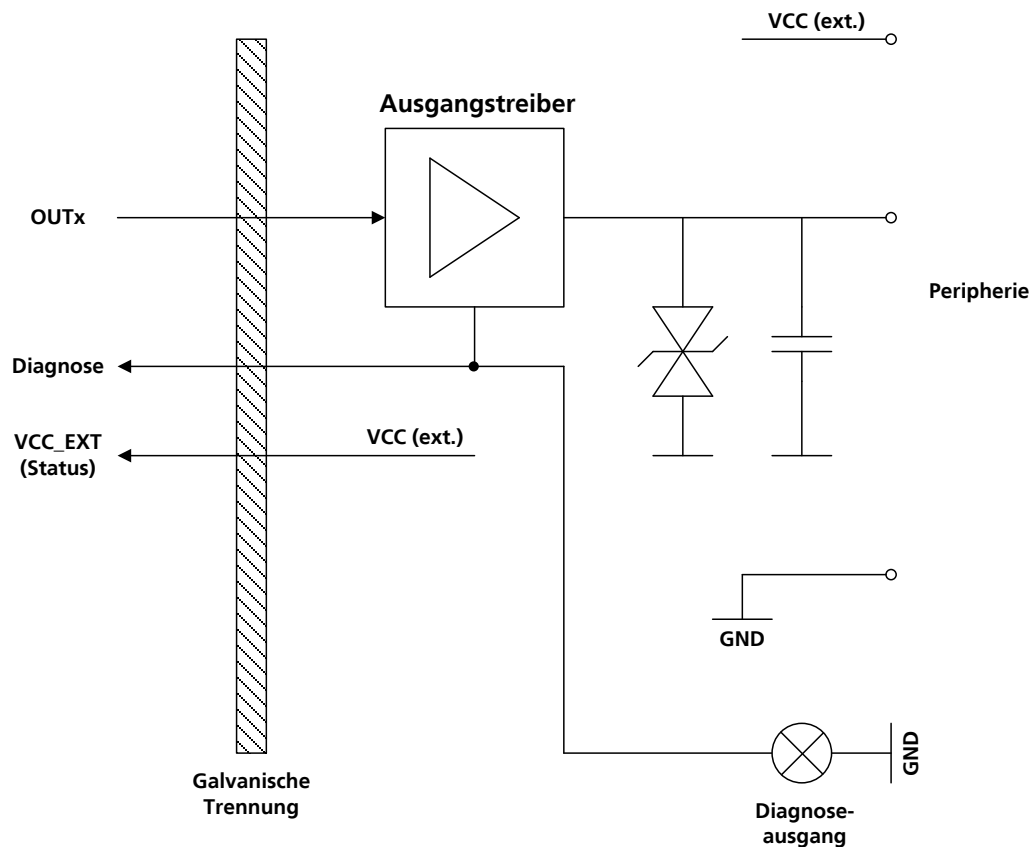 VCC (ext.)
Ausgangstreiber
OUTx
Peripherie
Diagnose
VCC_EXT
(Status)
VCC (ext.)
GND
GND
Galvanische
Trennung
Diagnose-
ausgang